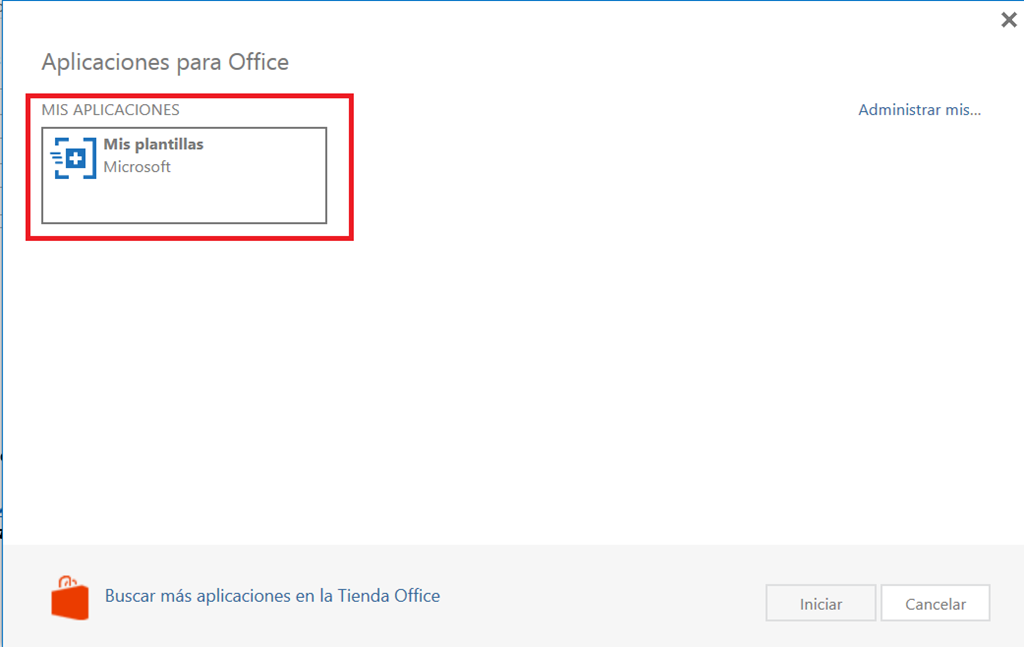 Aplicaciones para Office
MIS APLICACIONES
Administrar mis...
Mis plantillas
Microsoft
Buscar más aplicaciones en la Tienda Office
Iniciar
Cancelar